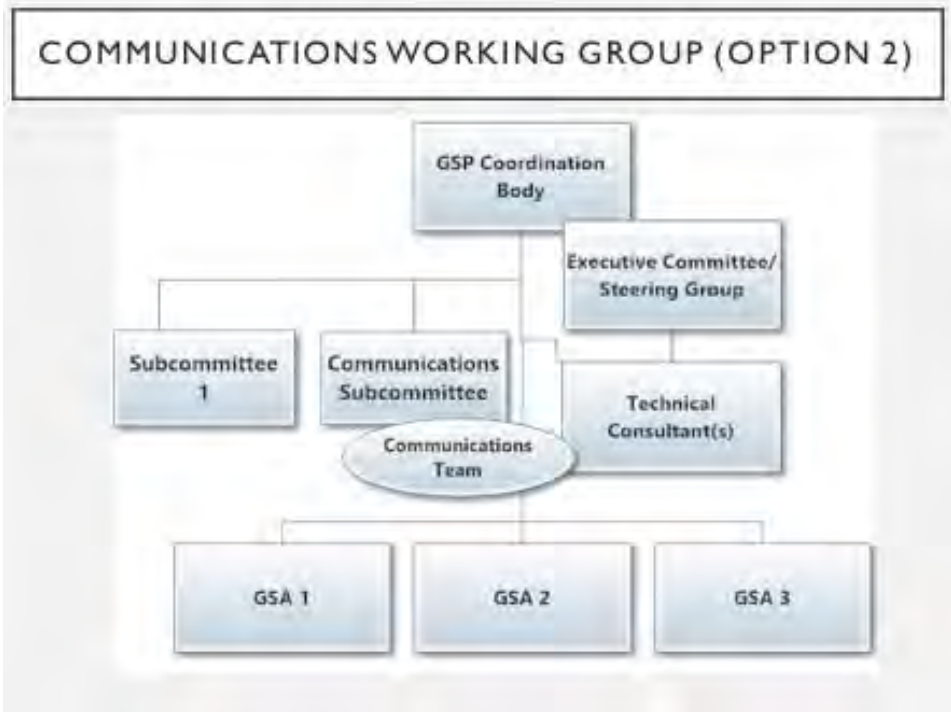 COMMUNICATIONS WORKING GROUP (OPTION 2)
GSP Coordination
Body
Executive Committee/
Steering Group
Subcommittee
1
Communications
Subcommittee
Technical
Consultant(s)
Communications
Team
GSA 1
GSA 2
GSA 3